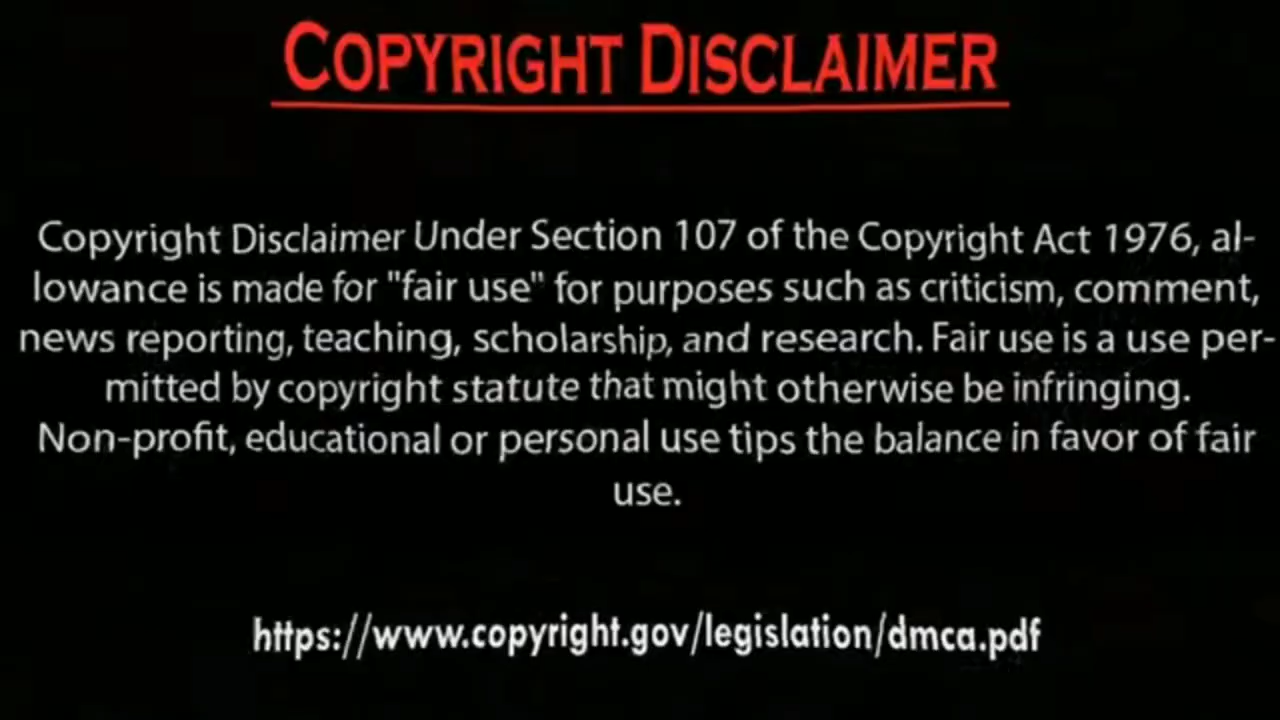 COPYRIGHT DISCLAIMER
Copyright Disclaimer Under Section 107 of the Copyright Act 1976, al-
lowance is made for "fair use" for purposes such as criticism, comment,
news reporting, teaching, scholarship, and research. Fair use is a use per-
mitted by copyright statute that might otherwise be infringing.
Non-profit, educational or personal use tips the balance in favor of fair
use.
https://www.copyright.gov/legislation/dmca.pdf